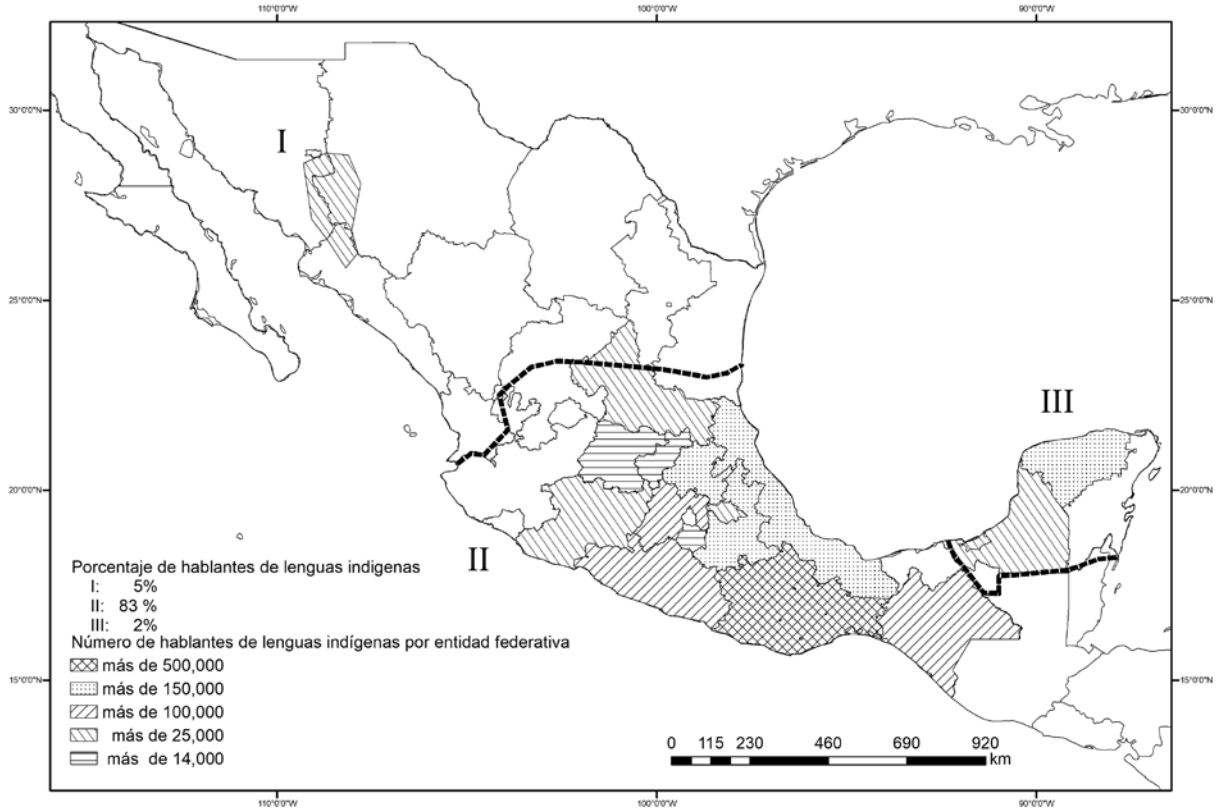 110°0'0"W 100°0'0"W 90°0'0"W
30°0'0"N 30°0'0"N
I
25°0'0"N 25°0'0"N
III
20°0'0"N 20°0'0"N
II
Porcentaje de hablantes de lenguas indigenas
I: 5%
II: 83 %
III: 2%
Número de hablantes de lenguas indígenas por entidad federativa
más de 500,000
más de 150,000
más de 100,000
más de 25,000
más de 14,000
15°0'0"N 15°0'0"N
0 115 230 460 690 920
km
110°0'0"W 100°0'0"W 90°0'0"W